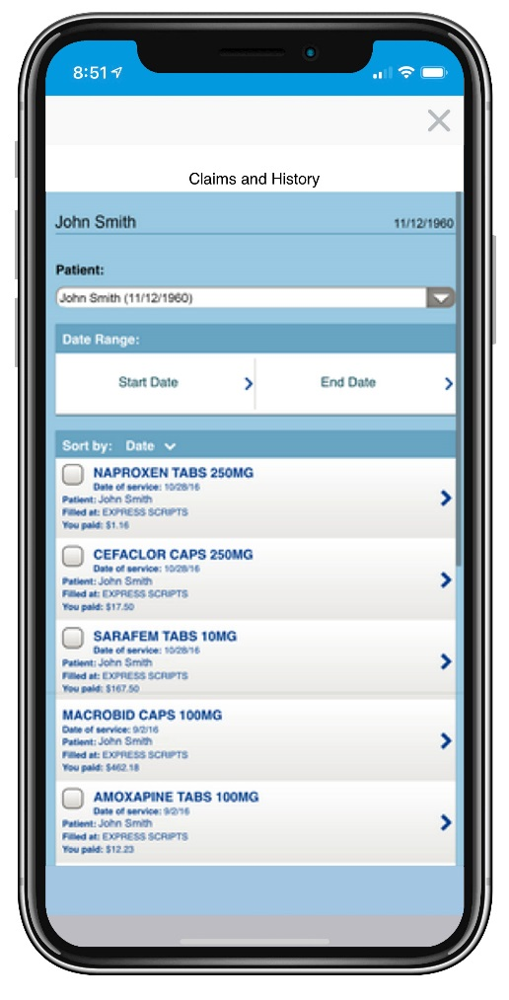 8:51
Claims and History
John Smith 11/12/1960
Patient:
John Smith (11/12/1960)
Date Range:
Start Date End Date
Sort by: Date
NAPROXEN TABS 250MG
Date of service: 10/28/16
Patient: John Smith
Filled at: EXPRESS SCRIPTS
You paid: $1.16
CEFACLOR CAPS 250MG
Date of service: 10/28/16
Patient: John Smith
Filled at: EXPRESS SCRIPTS
You paid: $17.50
SARAFEM TABS 10MG
Date of service: 10/28/16
Patient: John Smith
Filled at: EXPRESS SCRIPTS
You paid: $167.50
MACROBID CAPS 100MG
Date of service: 9/2/16
Patient: John Smith
Filled at: EXPRESS SCRIPTS
You paid: $462.18
AMOXAPINE TABS 100MG
Date of service: 9/2/16
Patient: John Smith
Filled at: EXPRESS SCRIPTS
You paid: $12.23